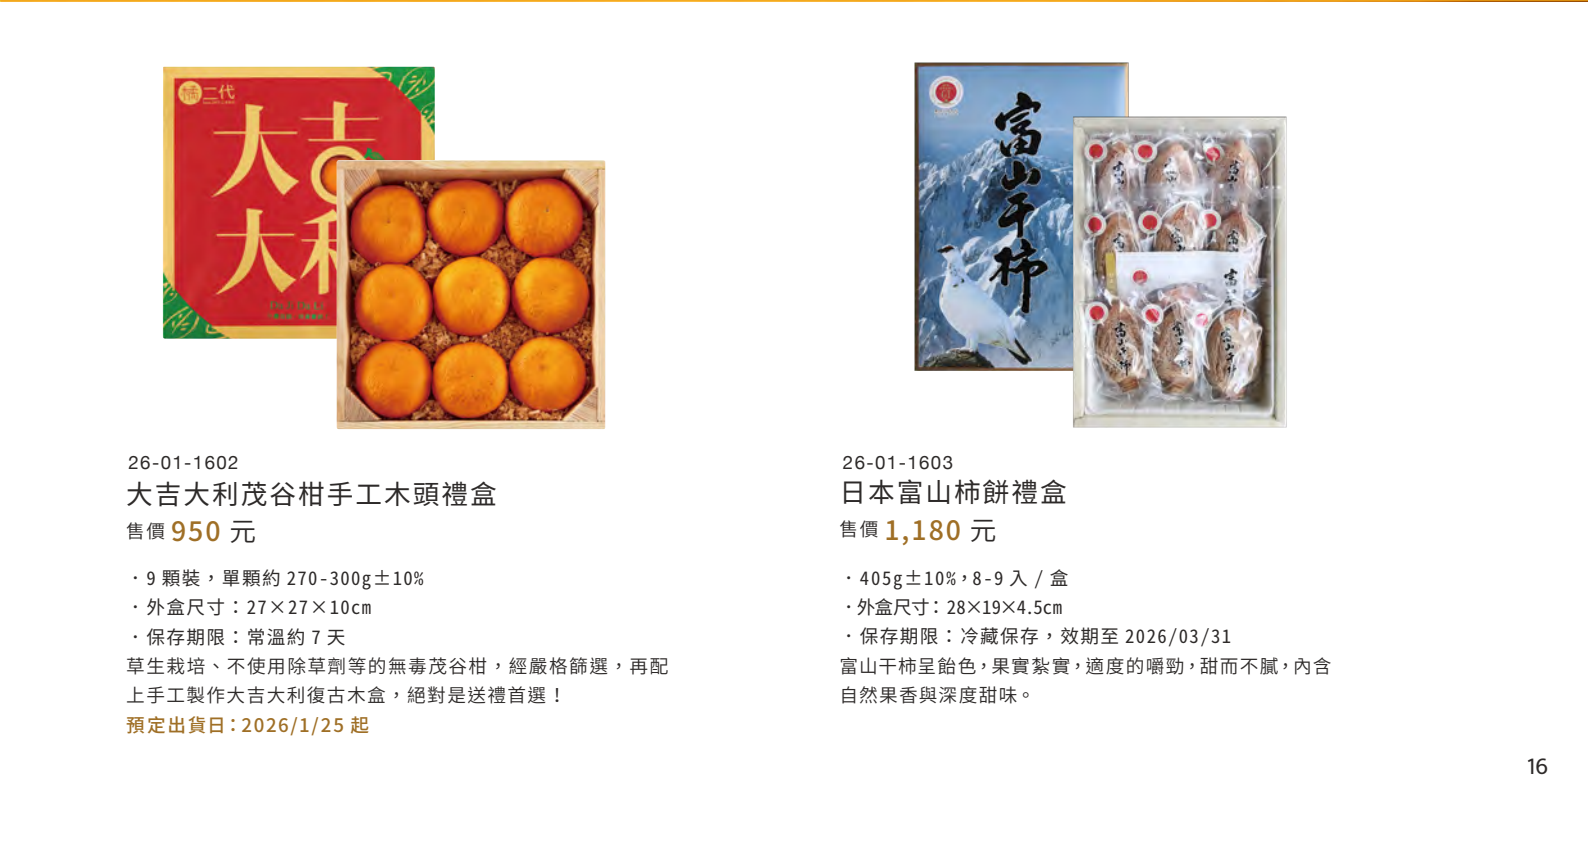 橘二代
大吉
大利
富山干柿
富山
26-01-1602
大吉大利茂谷柑手工木頭禮盒
售價 950 元
・9 顆裝，單顆約 270-300g±10%
・外盒尺寸：27×27×10cm
・保存期限：常溫約 7 天
草生栽培、不使用除草劑等的無毒茂谷柑，經嚴格篩選，再配
上手工製作大吉大利復古木盒，絕對是送禮首選！
預定出貨日：2026/1/25 起
26-01-1603
日本富山柿餅禮盒
售價 1,180 元
・405g±10%，8-9 入 / 盒
・外盒尺寸：28×19×4.5cm
・保存期限：冷藏保存，效期至 2026/03/31
富山干柿呈飴色，果實紮實，適度的嚼勁，甜而不膩，內含
自然果香與深度甜味。
16